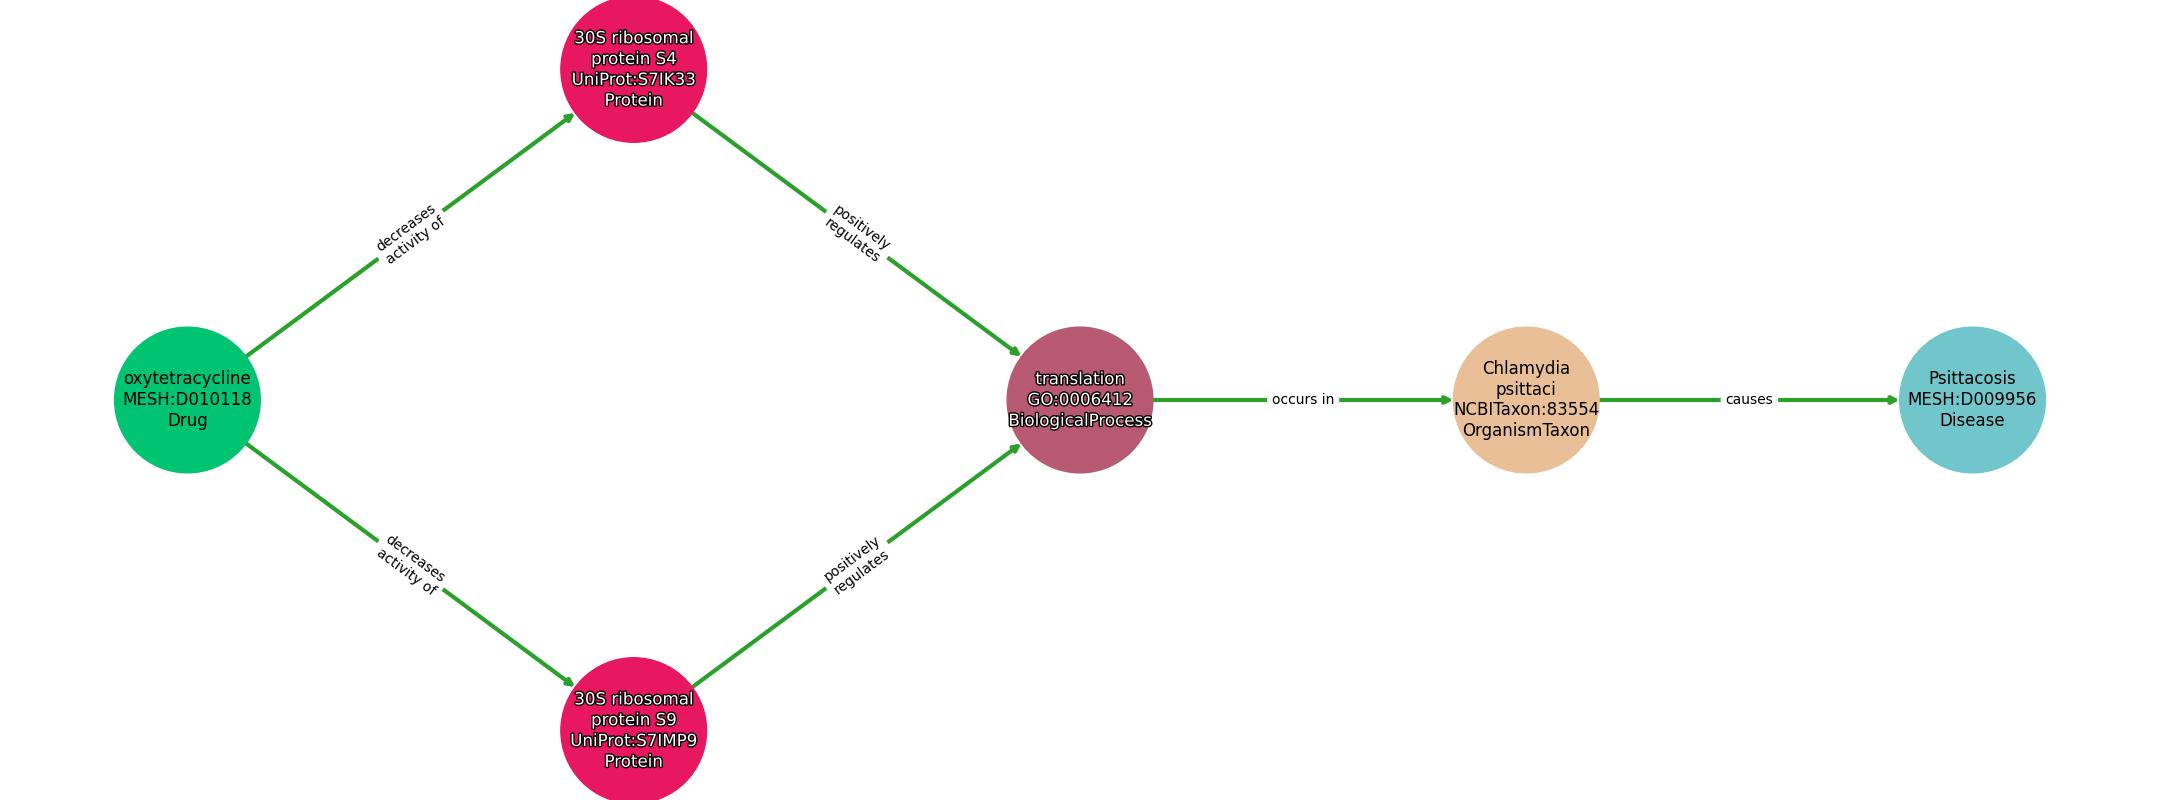 30S ribosomal
protein S4
UniProt:S7IK33
Protein
decreases
activity of
positively
regulates
oxytetracycline
MESH:D010118
Drug
translation
GO:0006412
BiologicalProcess
occurs in
Chlamydia
psittaci
NCBITaxon:83554
OrganismTaxon
causes
Psittacosis
MESH:D009956
Disease
decreases
activity of
positively
regulates
30S ribosomal
protein S9
UniProt:S7IMP9
Protein